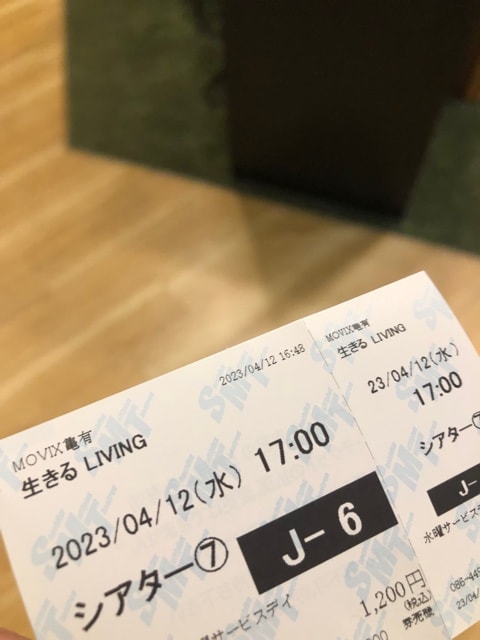 2023/04/12 16:48
MOVIX亀有
生きる LIVING
2023/04/12(水) 17:00
シアター⑦
J- 6
水曜サービスデイ
1,200円
(税込)
券売機
MOVIX亀有
生きる LIVING
23/04/12(水)
17:00
シアター⑦
J-
水曜サービスデ
SMT